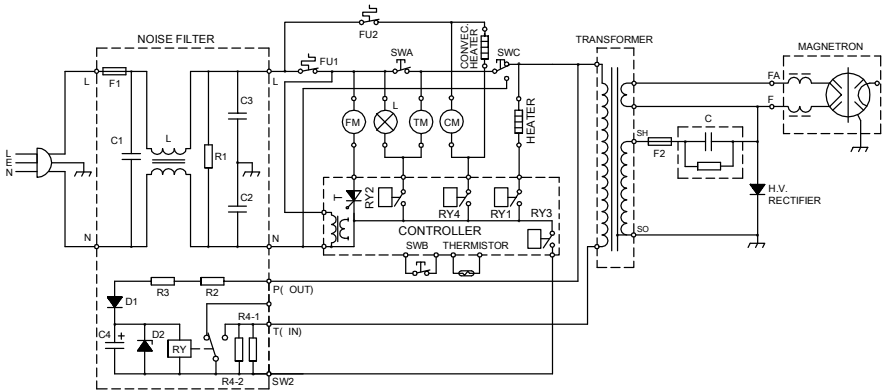 NOISE FILTER
FU2
SWA
CONVEC.
HEATER
SWC
TRANSFORMER
MAGNETRON
FU1
L
F1
L
FA
F
C3
C1
L
R1
FM
L
TM
CM
HEATER
SH
F2
C
L
E
N
C2
T
RY2
RY4
RY1
RY3
H.V.
RECTIFIER
N
N
CONTROLLER
SO
SWB
THERMISTOR
R3
R2
P( OUT)
D1
C4
+
D2
RY
R4-1
T( IN)
R4-2
SW2